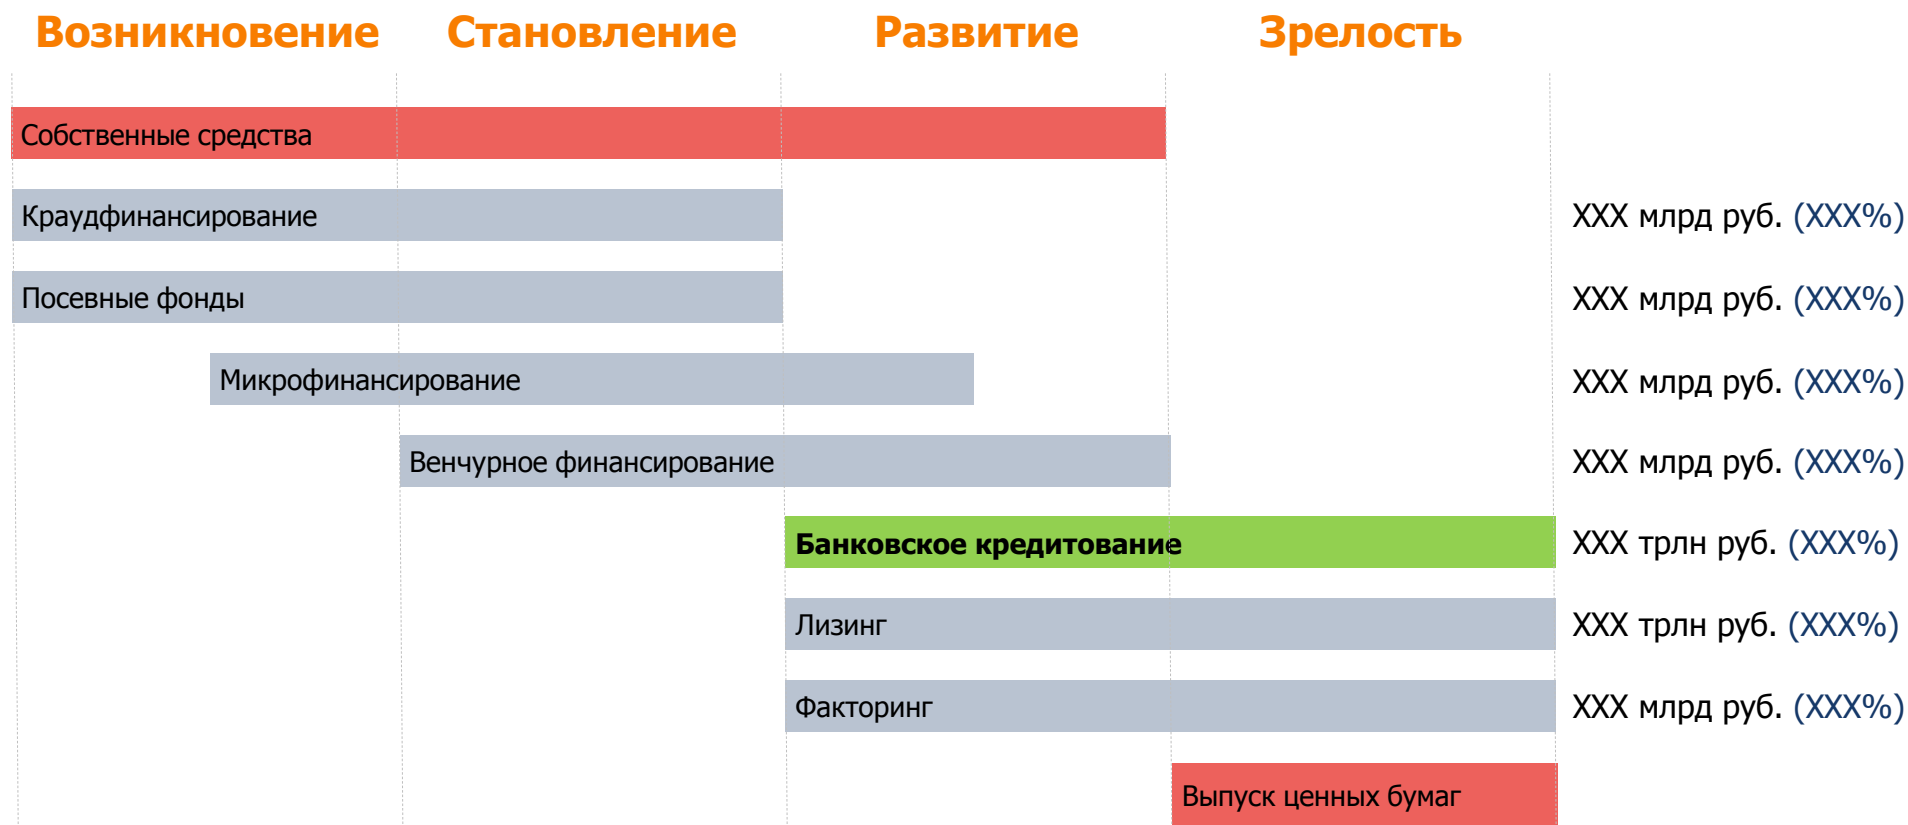 Возникновение Становление Развитие Зрелость
Собственные средства
Краудфинансирование XXX млрд руб. (XXX%)
Посевные фонды XXX млрд руб. (XXX%)
Микрофинансирование XXX млрд руб. (XXX%)
Венчурное финансирование XXX млрд руб. (XXX%)
Банковское кредитование XXX трлн руб. (XXX%)
Лизинг XXX трлн руб. (XXX%)
Факторинг XXX млрд руб. (XXX%)
Выпуск ценных бумаг